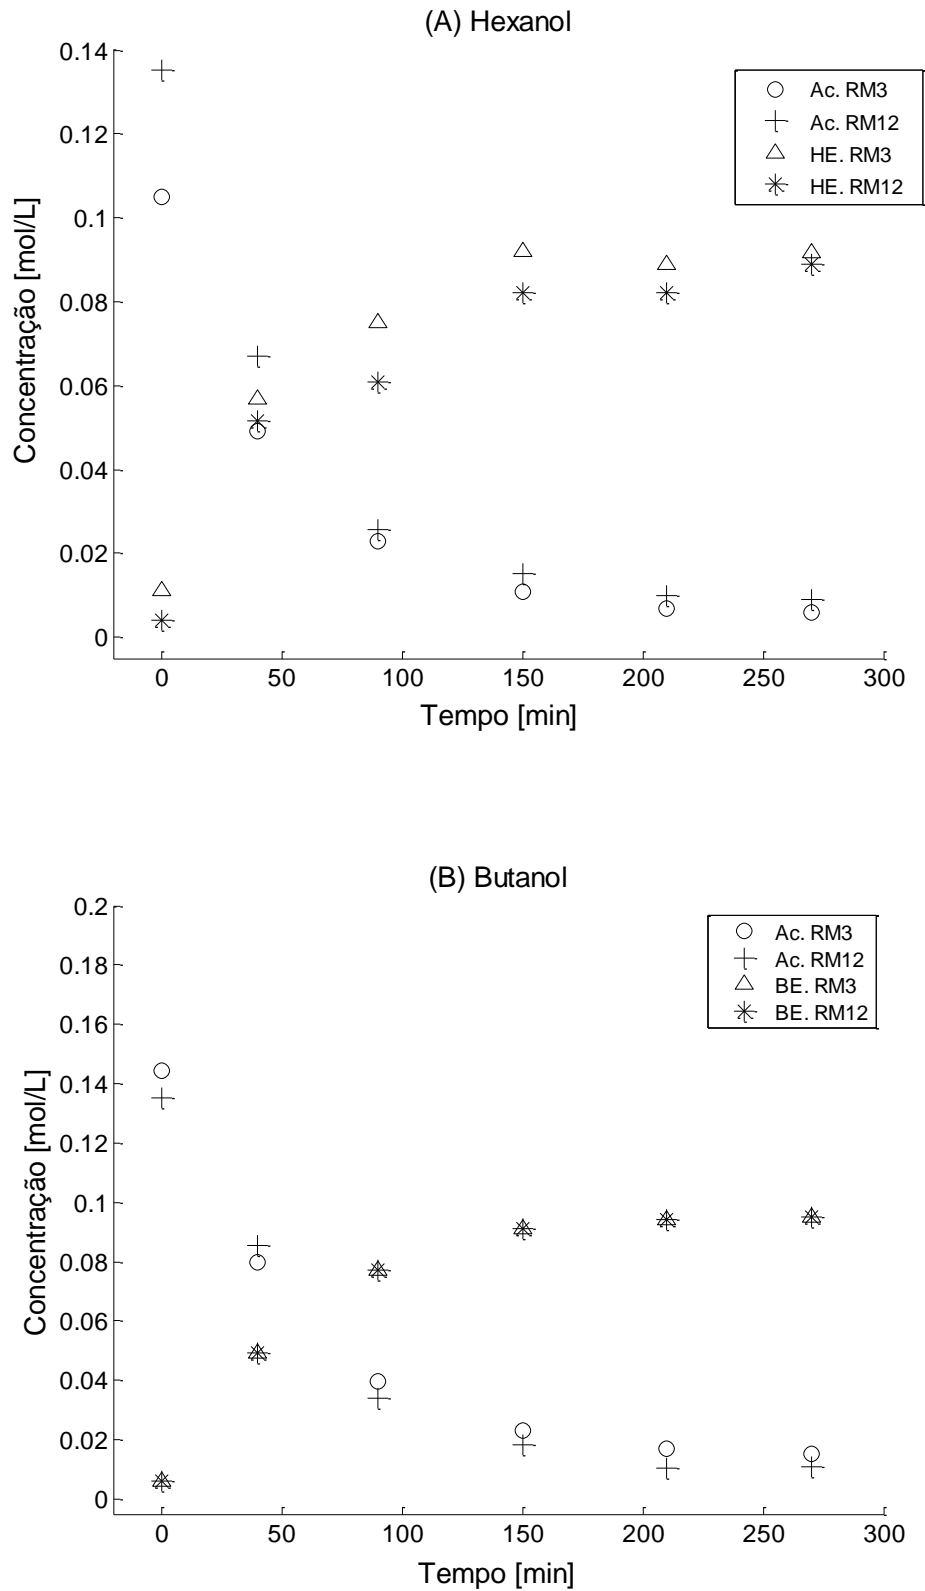 (A) Hexanol
0.14
0.12
0.1
0.08
0.06
0.04
0.02
0
Concentração [mol/L]
Ac. RM3
Ac. RM12
HE. RM3
HE. RM12
0 50 100 150 200 250 300
Tempo [min]
(B) Butanol
0.2
0.18
0.16
0.14
0.12
0.1
0.08
0.06
0.04
0.02
0
Concentração [mol/L]
Ac. RM3
Ac. RM12
BE. RM3
BE. RM12
0 50 100 150 200 250 300
Tempo [min]